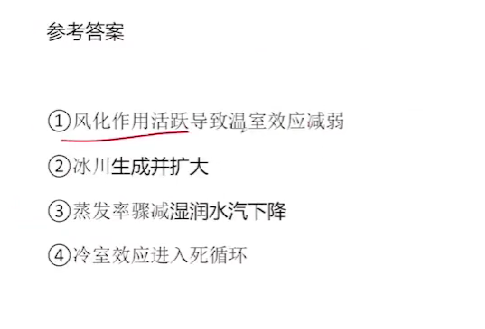 参考答案
①风化作用活跃导致温室效应减弱
②冰川生成并扩大
③蒸发率骤减湿润水汽下降
④冷室效应进入死循环